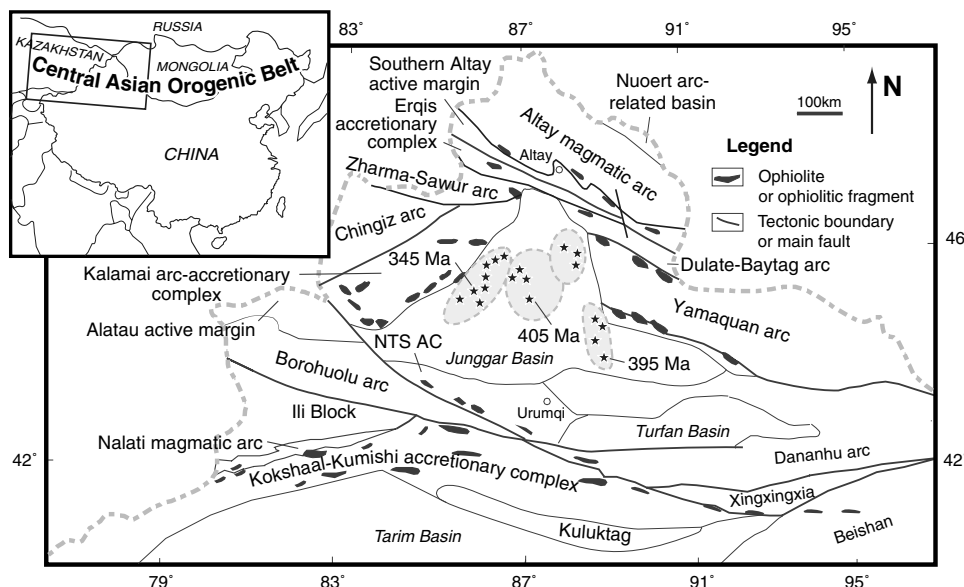 RUSSIA
KAZAKHSTAN
MONGOLIA
Central Asian Orogenic Belt
CHINA
83°
87°
91°
95°
Southern Altay
active margin
Erqis
accretionary
complex
Nuoert arc-
related basin
100km
N
Altay
Altay magmatic arc
Legend
Ophiolite
or ophiolitic fragment
Tectonic boundary
or main fault
Zharma-Sawur arc
Chingiz arc
46°
345 Ma
Dulate-Baytag arc
Kalamai arc-accretionary
complex
Alatau active margin
NTS AC
405 Ma
Yamaquan arc
Junggar Basin
395 Ma
Borohuolu arc
Ili Block
Urumqi
Turfan Basin
Nalati magmatic arc
42°
Kokshaal-Kumishi accretionary complex
Dananhu arc
42°
Xingxingxia
Kuluktag
Beishan
Tarim Basin
79°
83°
87°
91°
95°